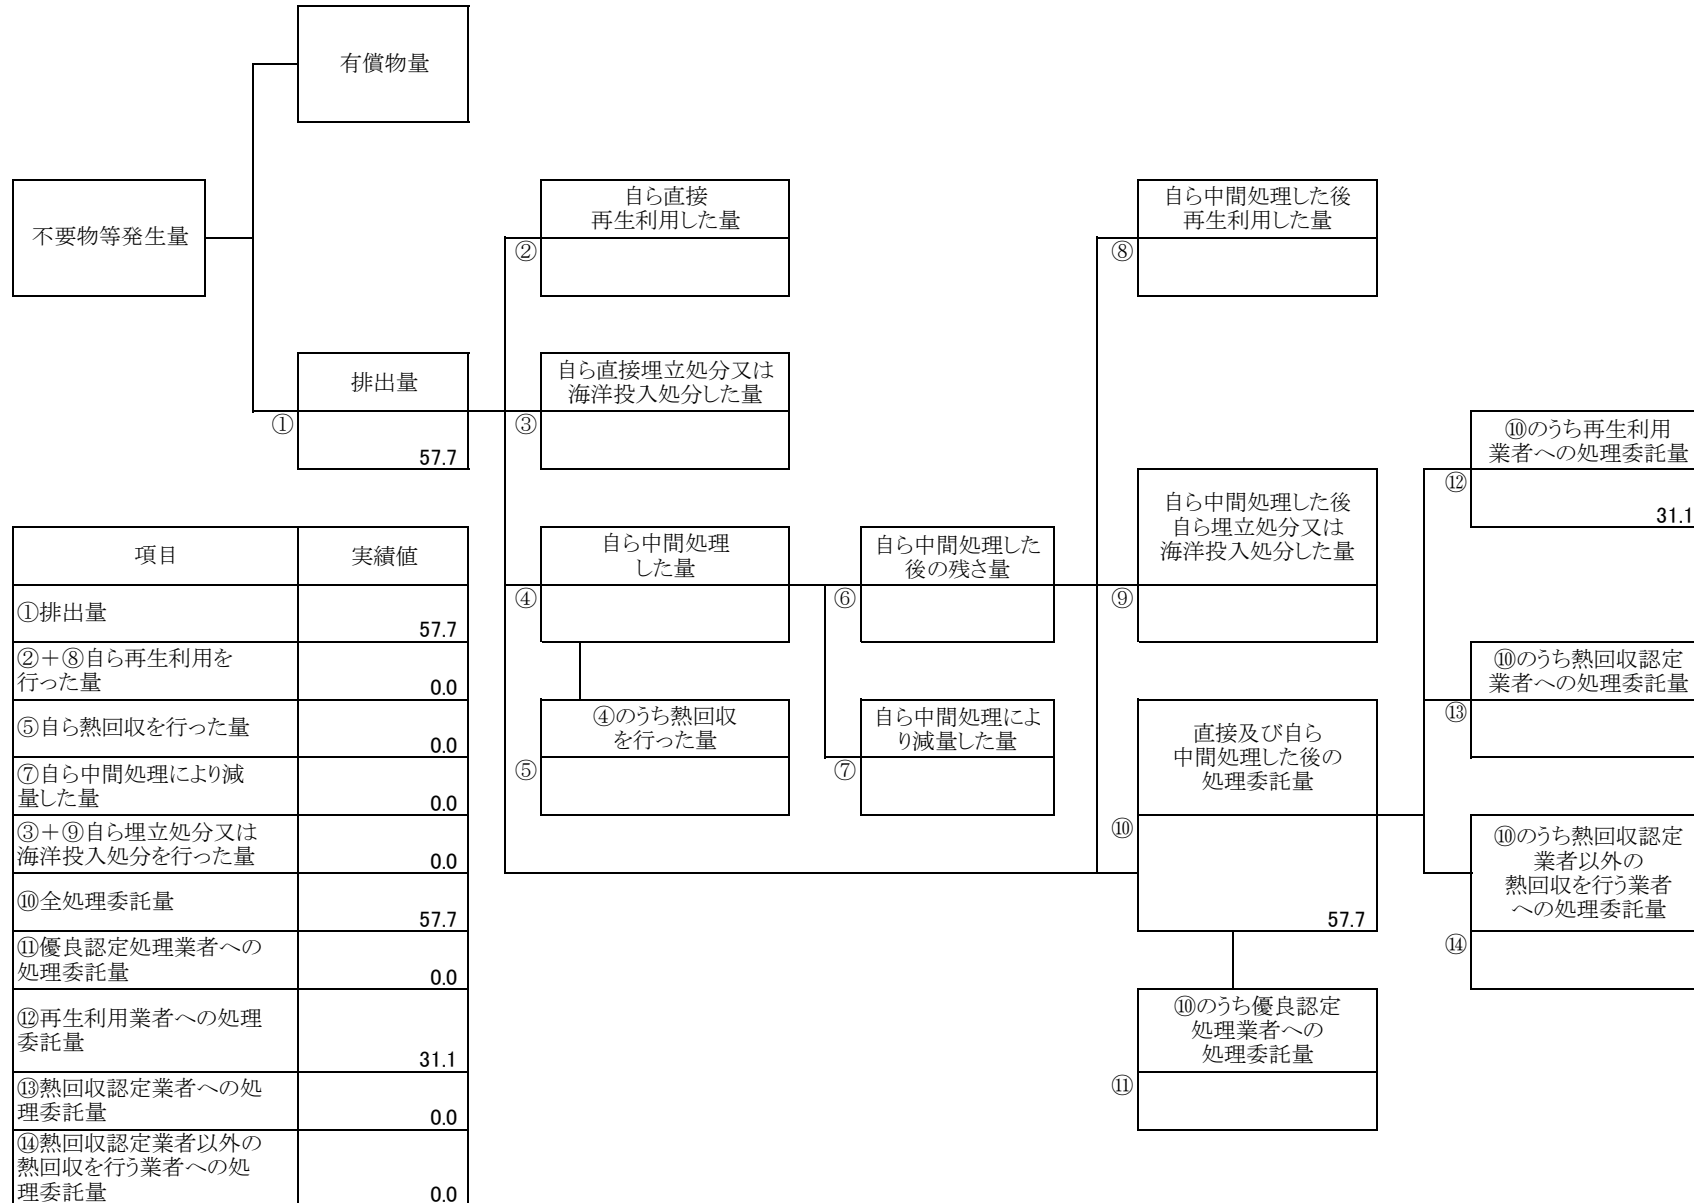 有償物量
不要物等発生量
自ら直接
再生利用した量
②
自ら中間処理した後
再生利用した量
⑧
排出量
①
57.7
自ら直接埋立処分又は
海洋投入処分した量
③
⑩のうち再生利用
業者への処理委託量
⑫
31.1
自ら中間処理
した量
④
自ら中間処理した
後の残さ量
⑥
自ら中間処理した後
自ら埋立処分又は
海洋投入処分した量
⑨
⑩のうち熱回収認定
業者への処理委託量
⑬
④のうち熱回収
を行った量
⑤
自ら中間処理によ
り減量した量
⑦
直接及び自ら
中間処理した後の
処理委託量
⑩
57.7
⑩のうち熱回収認定
業者以外の
熱回収を行う業者
への処理委託量
⑭
⑩のうち優良認定
処理業者への
処理委託量
⑪
項目 実績値
①排出量
57.7
②＋⑧自ら再生利用を
行った量
0.0
⑤自ら熱回収を行った量
0.0
⑦自ら中間処理により減
量した量
0.0
③＋⑨自ら埋立処分又は
海洋投入処分を行った量
0.0
⑩全処理委託量
57.7
⑪優良認定処理業者への
処理委託量
0.0
⑫再生利用業者への処理
委託量
31.1
⑬熱回収認定業者への処
理委託量
0.0
⑭熱回収認定業者以外の
熱回収を行う業者への処
理委託量
0.0